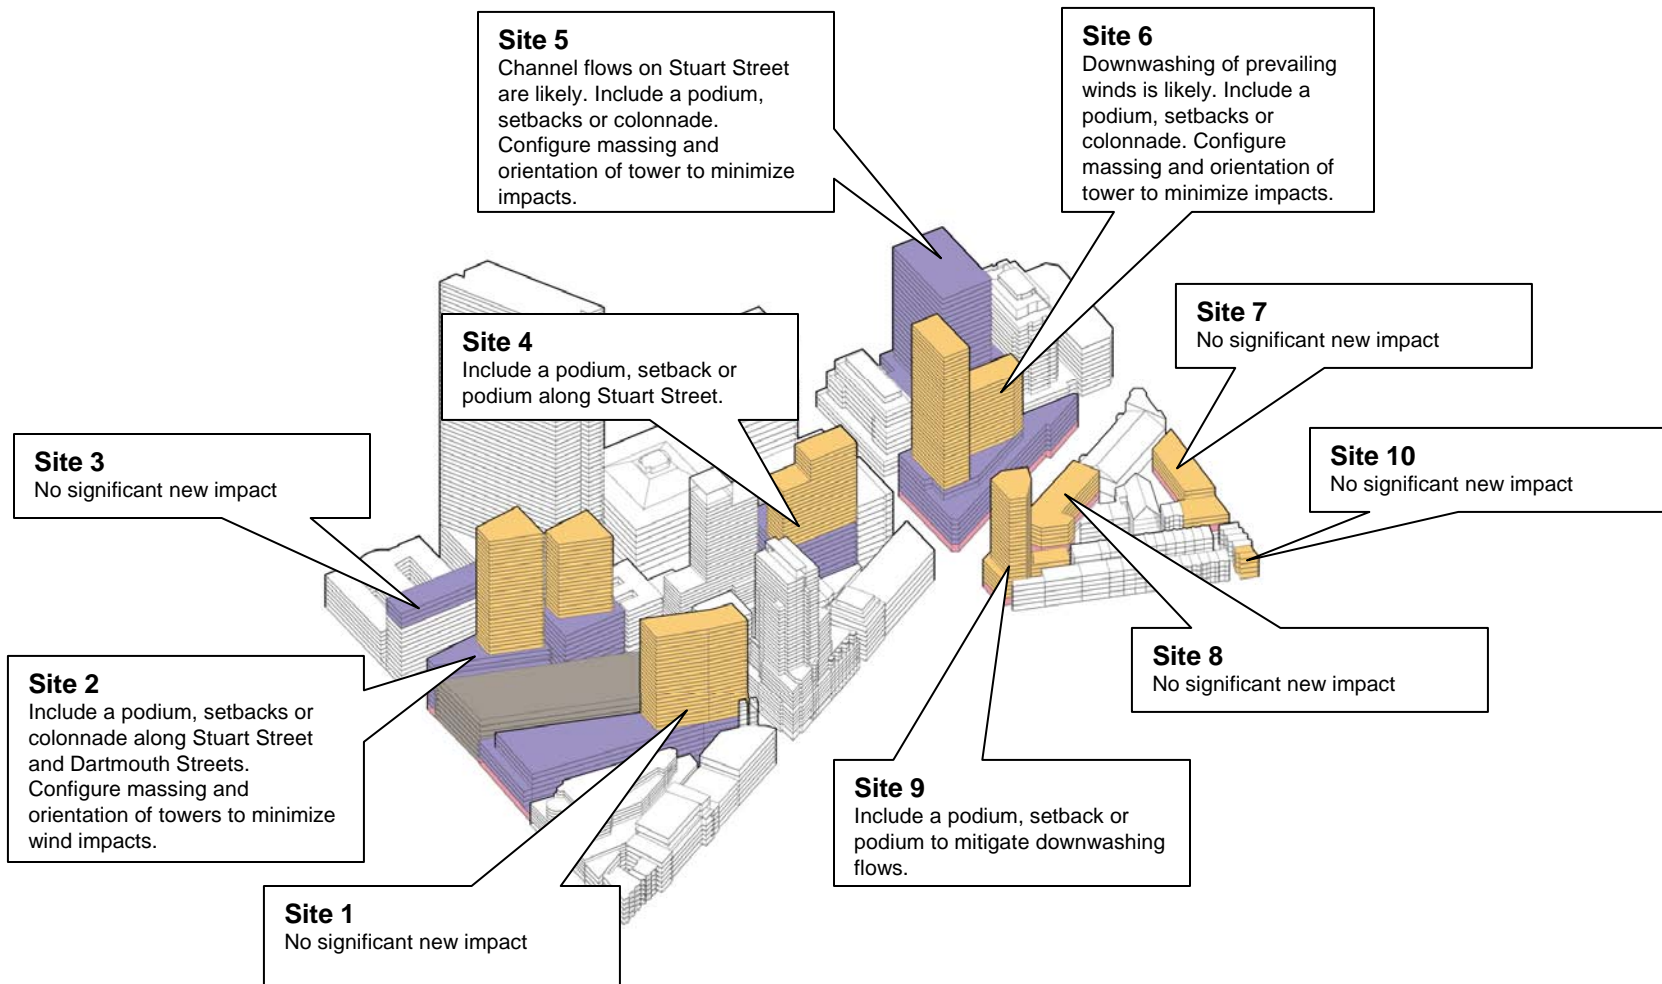 Site 5
Channel flows on Stuart Street
are likely. Include a podium,
setbacks or colonnade.
Configure massing and
orientation of tower to minimize
impacts.
Site 6
Downwashing of prevailing
winds is likely. Include a
podium, setbacks or
colonnade. Configure
massing and orientation of
tower to minimize impacts.
Site 7
No significant new impact
Site 4
Include a podium, setback or
podium along Stuart Street.
Site 3
No significant new impact
Site 10
No significant new impact
Site 8
No significant new impact
Site 2
Include a podium, setbacks or
colonnade along Stuart Street
and Dartmouth Streets.
Configure massing and
orientation of towers to minimize
wind impacts.
Site 9
Include a podium, setback or
podium to mitigate downwashing
flows.
Site 1
No significant new impact